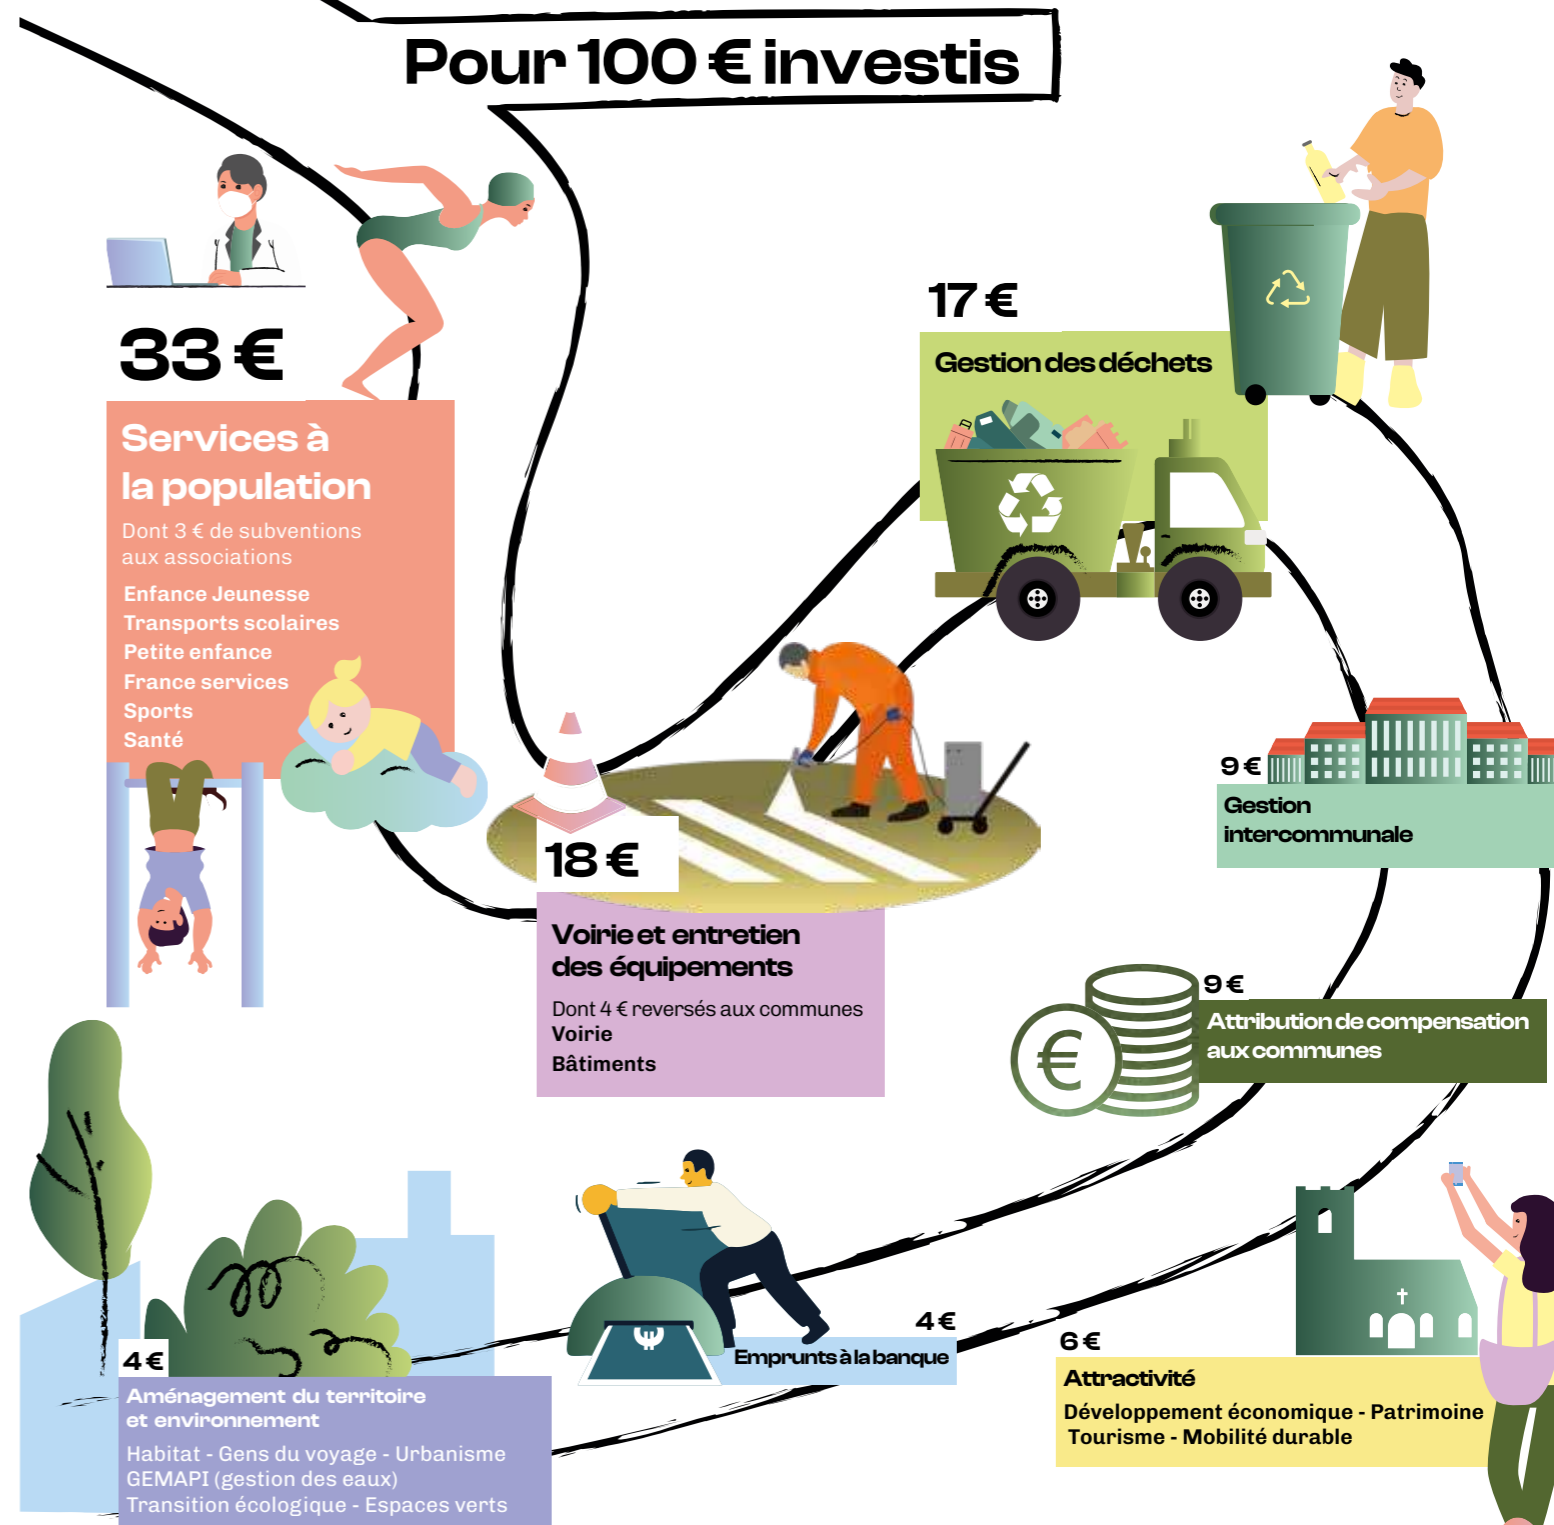 Pour 100 € investis
33 €
Services à
la population
Dont 3 € de subventions
aux associations
Enfance Jeunesse
Transports scolaires
Petite enfance
France services
Sports
Santé
17 €
Gestion des déchets
18 €
Voirie et entretien
des équipements
Dont 4 € reversés aux communes
Voirie
Bâtiments
9 €
Gestion
intercommunale
9 €
Attribution de compensation
aux communes
€
4 €
Emprunts à la banque
€
6 €
Attractivité
Développement économique - Patrimoine
Tourisme - Mobilité durable
4 €
Aménagement du territoire
et environnement
Habitat - Gens du voyage - Urbanisme
GEMAPI (gestion des eaux)
Transition écologique - Espaces verts